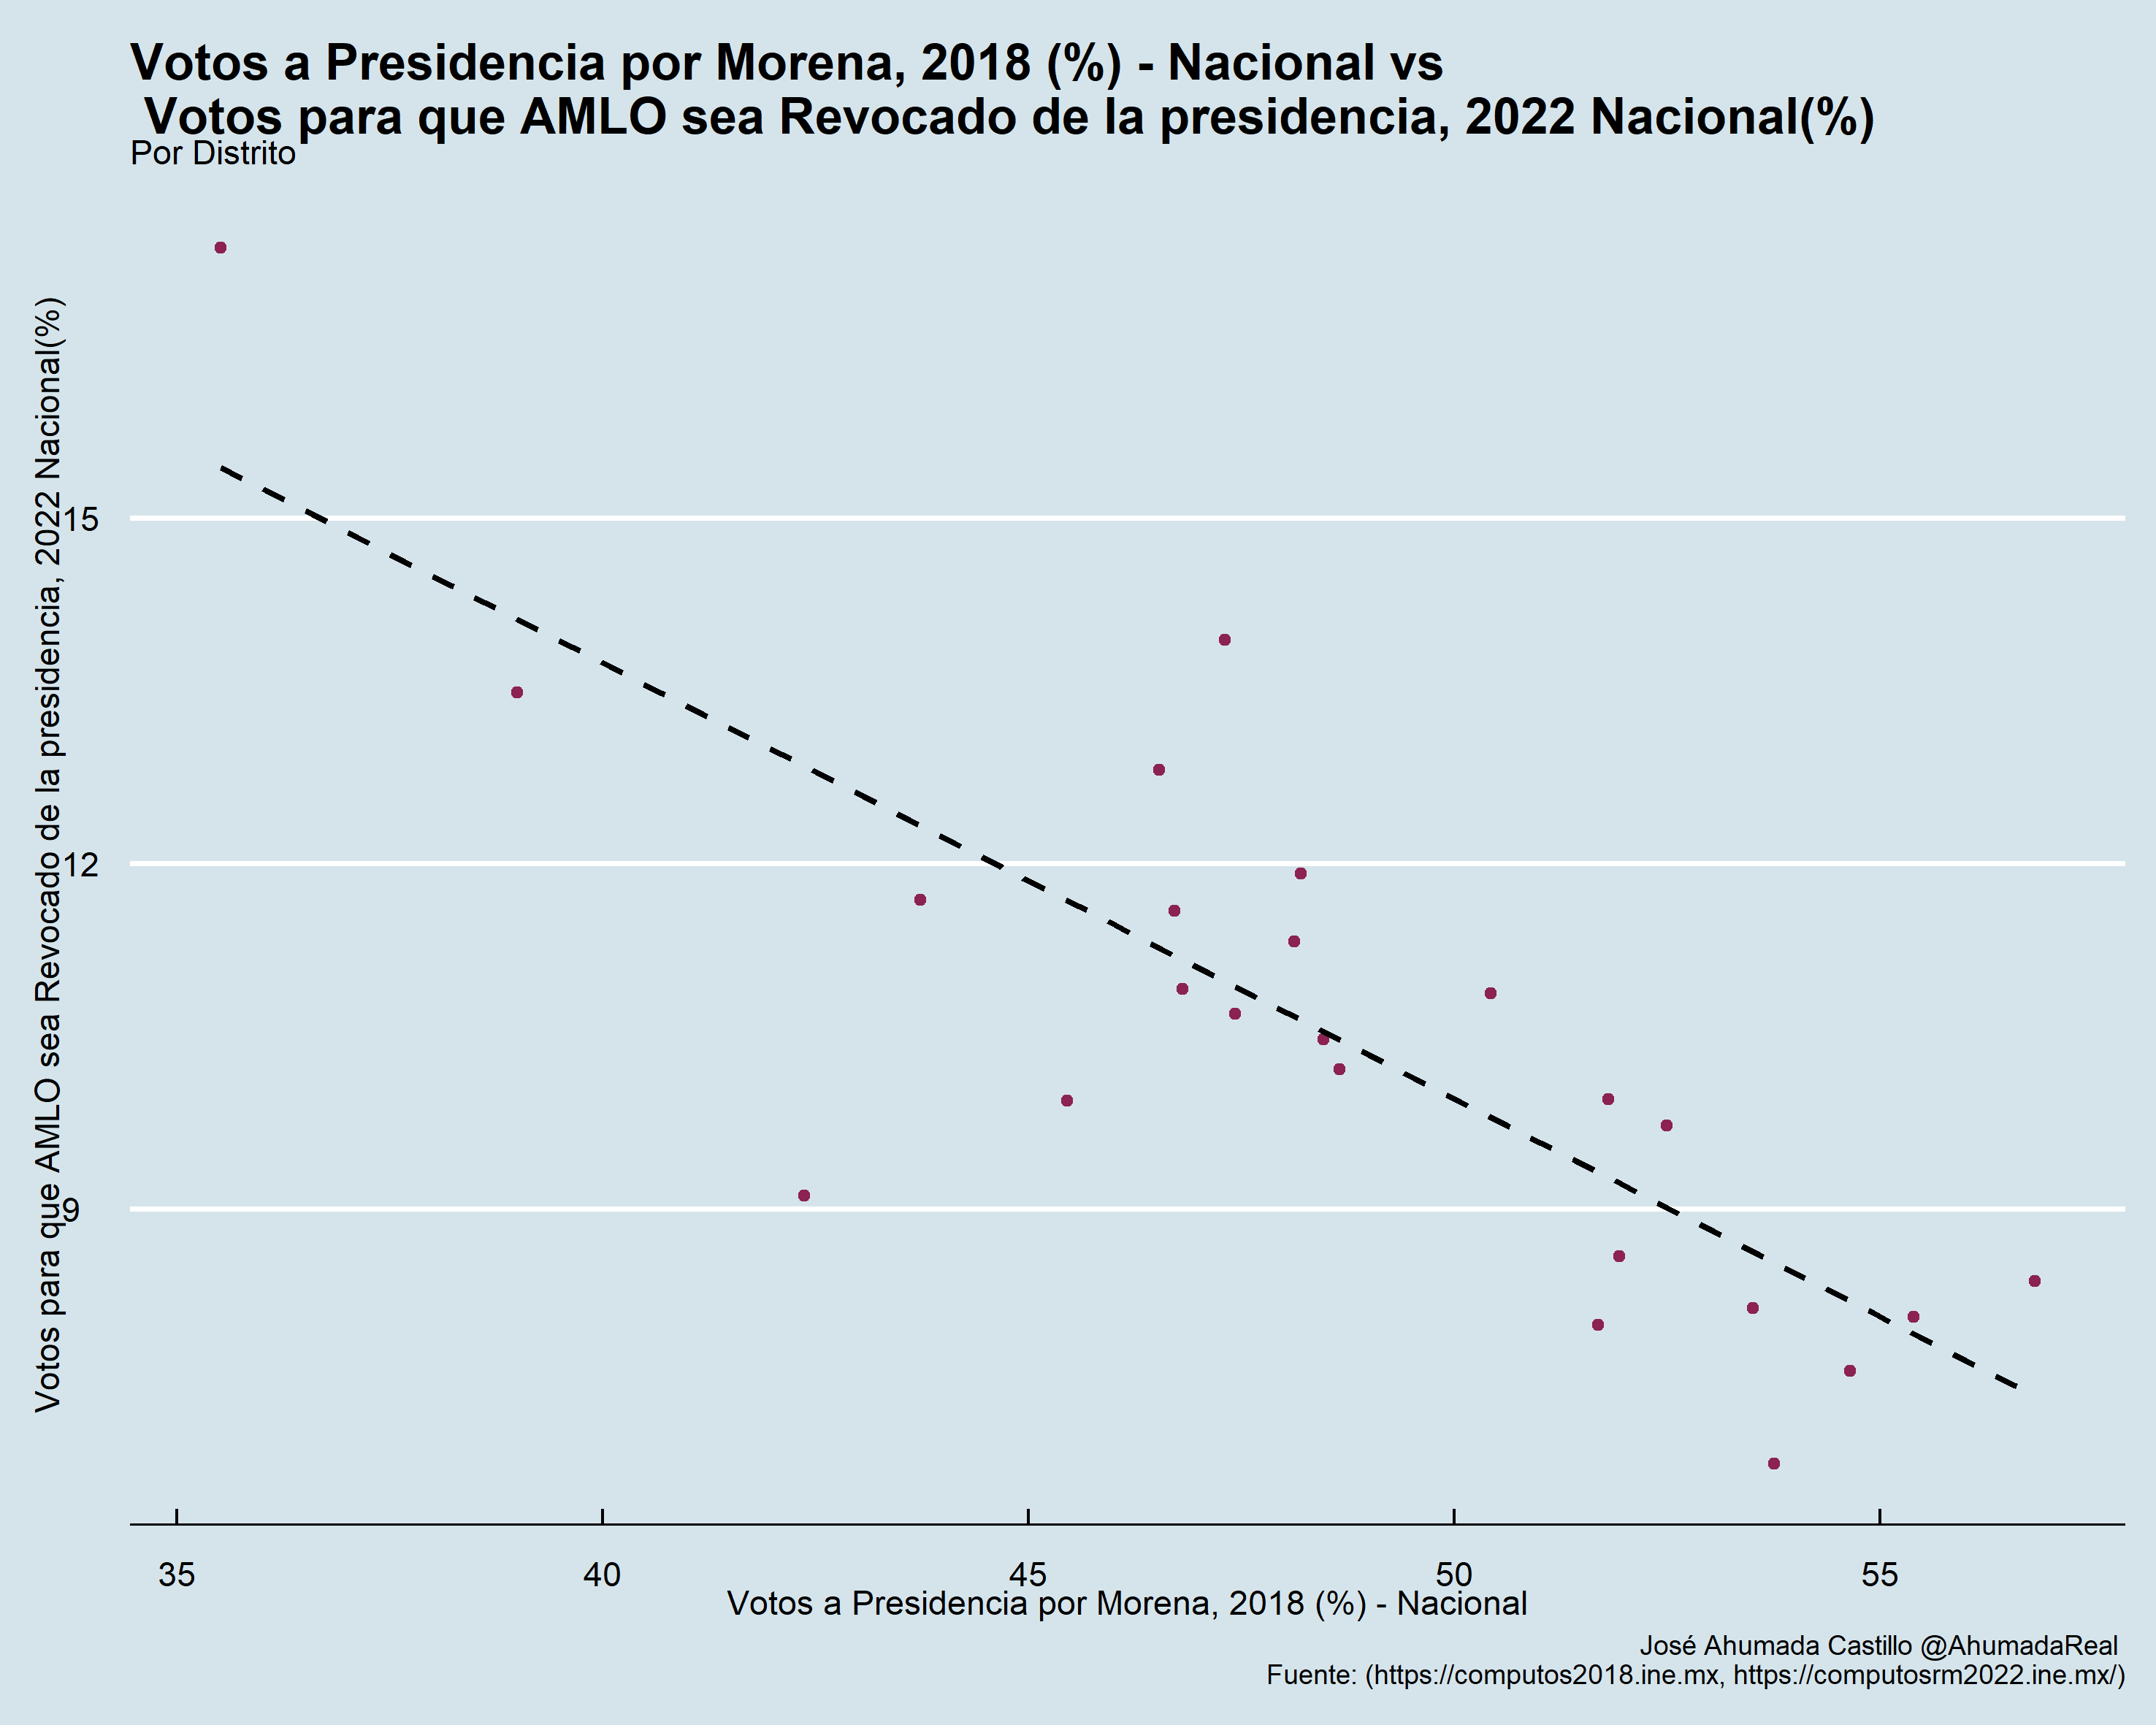 Votos a Presidencia por Morena, 2018 (%) - Nacional vs
Votos para que AMLO sea Revocado de la presidencia, 2022 Nacional(%)
Por Distrito
Votos para que AMLO sea Revocado de la presidencia, 2022 Nacional(%)
15
12
9
35 40 45 50 55
Votos a Presidencia por Morena, 2018 (%) - Nacional
José Ahumada Castillo @AhumadaReal
Fuente: (https://computos2018.ine.mx, https://computosrm2022.ine.mx/)